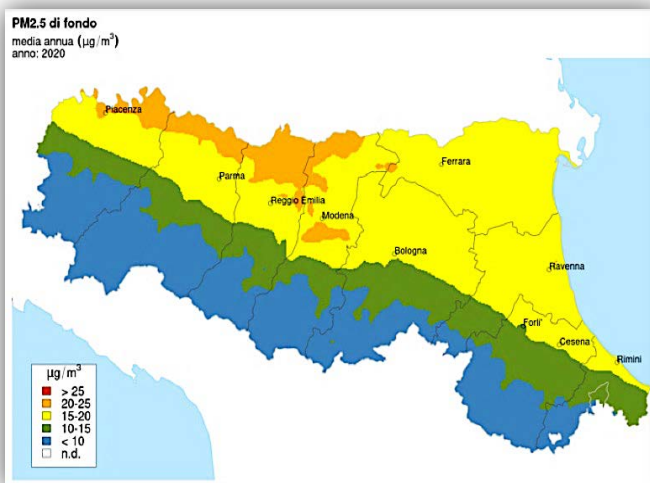 PM2.5 di fondo
media annua (µg/m³)
anno: 2020
Piacenza
Parma
Reggio Emilia
Modena
Ferrara
Bologna
Ravenna
Forlì'
Cesena
Rimini
µg/m³
> 25
20-25
15-20
10-15
< 10
n.d.